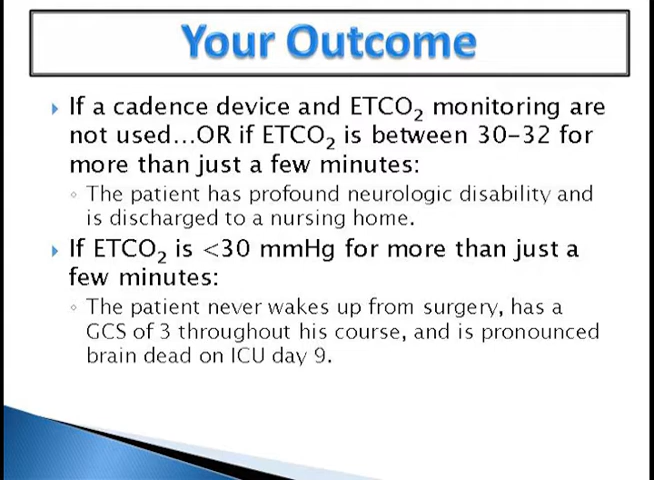 Your Outcome
If a cadence device and ETCO₂ monitoring are
not used...OR if ETCO₂ is between 30-32 for
more than just a few minutes:
The patient has profound neurologic disability and
is discharged to a nursing home.
If ETCO₂ is <30 mmHg for more than just a
few minutes:
The patient never wakes up from surgery, has a
GCS of 3 throughout his course, and is pronounced
brain dead on ICU day 9.